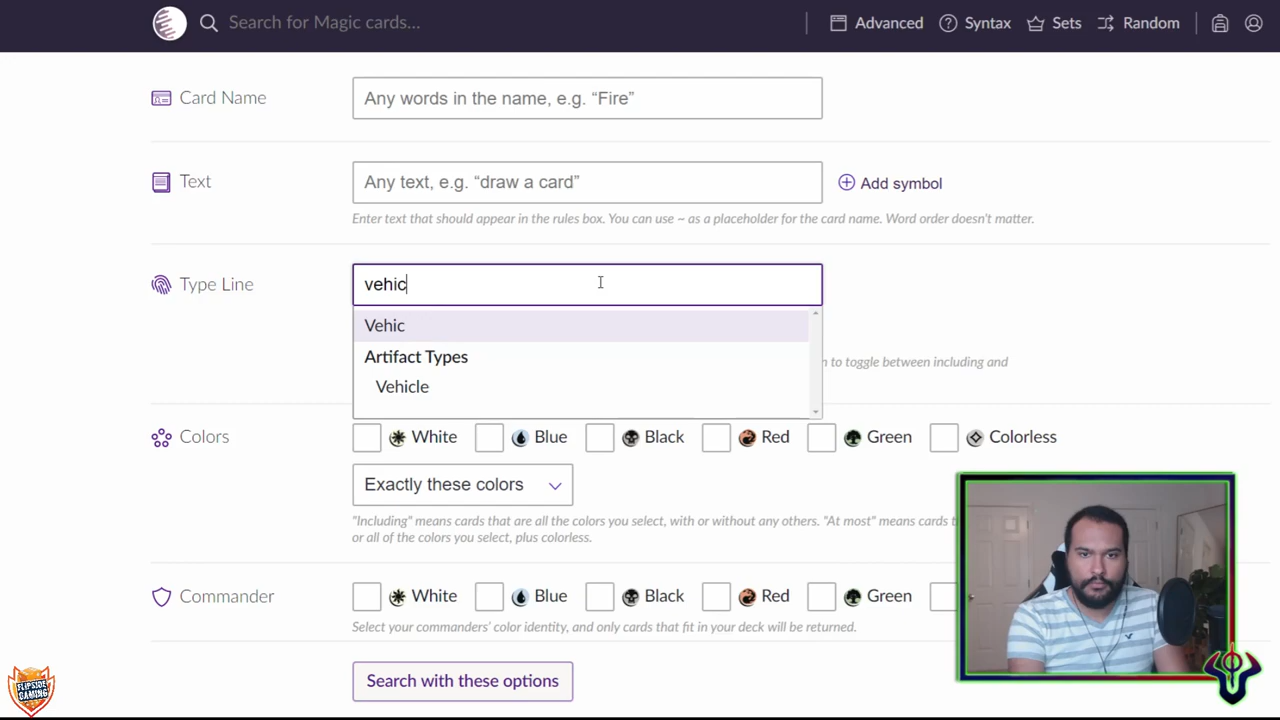 Search for Magic cards...
Advanced
Syntax
Sets
Random
Card Name
Any words in the name, e.g. “Fire”
Text
Any text, e.g. “draw a card”
Add symbol
Enter text that should appear in the rules box. You can use ~ as a placeholder for the card name. Word order doesn't matter.
Type Line
vehic
Vehic
Artifact Types
Vehicle
n to toggle between including and
Colors
White
Blue
Black
Red
Green
Colorless
Exactly these colors
"Including" means cards that are all the colors you select, with or without any others. "At most" means cards t
or all of the colors you select, plus colorless.
Commander
White
Blue
Black
Red
Green
Select your commanders’ color identity, and only cards that fit in your deck will be returned.
Search with these options
FLIPSIDE
GAMING